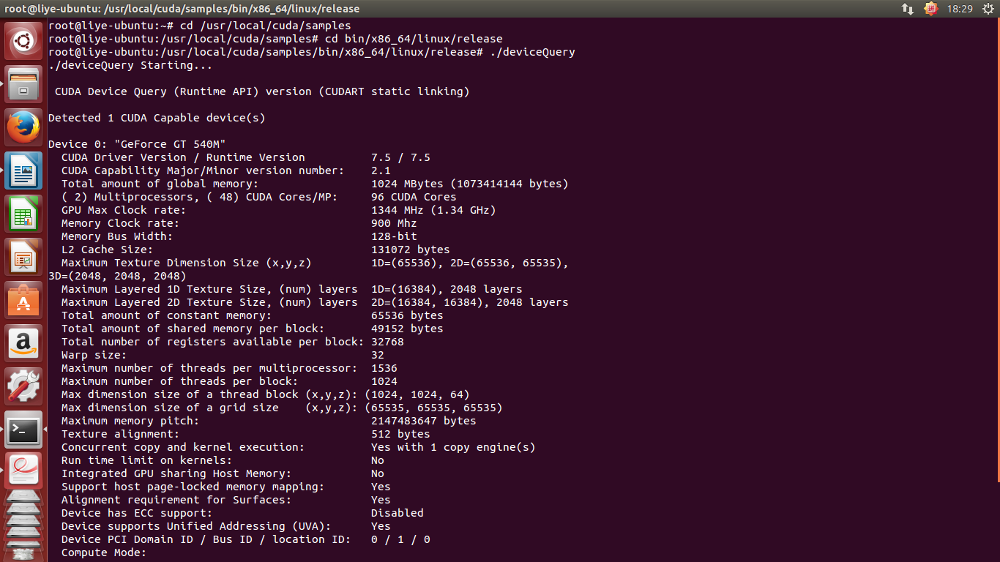 root@liye-ubuntu: /usr/local/cuda/samples/bin/x86_64/linux/release
18:29
root@liye-ubuntu:~# cd /usr/local/cuda/samples
root@liye-ubuntu:/usr/local/cuda/samples# cd bin/x86_64/linux/release
root@liye-ubuntu:/usr/local/cuda/samples/bin/x86_64/linux/release# ./deviceQuery
./deviceQuery Starting...
CUDA Device Query (Runtime API) version (CUDART static linking)
Detected 1 CUDA Capable device(s)
Device 0: "GeForce GT 540M"
CUDA Driver Version / Runtime Version 7.5 / 7.5
CUDA Capability Major/Minor version number: 2.1
Total amount of global memory: 1024 MBytes (1073414144 bytes)
( 2) Multiprocessors, ( 48) CUDA Cores/MP: 96 CUDA Cores
GPU Max Clock rate: 1344 MHz (1.34 GHz)
Memory Clock rate: 900 Mhz
Memory Bus Width: 128-bit
L2 Cache Size: 131072 bytes
Maximum Texture Dimension Size (x,y,z) 1D=(65536), 2D=(65536, 65535),
3D=(2048, 2048, 2048)
Maximum Layered 1D Texture Size, (num) layers 1D=(16384), 2048 layers
Maximum Layered 2D Texture Size, (num) layers 2D=(16384, 16384), 2048 layers
Total amount of constant memory: 65536 bytes
Total amount of shared memory per block: 49152 bytes
Total number of registers available per block: 32768
Warp size: 32
Maximum number of threads per multiprocessor: 1536
Maximum number of threads per block: 1024
Max dimension size of a thread block (x,y,z): (1024, 1024, 64)
Max dimension size of a grid size (x,y,z): (65535, 65535, 65535)
Maximum memory pitch: 2147483647 bytes
Texture alignment: 512 bytes
Concurrent copy and kernel execution: Yes with 1 copy engine(s)
Run time limit on kernels: No
Integrated GPU sharing Host Memory: No
Support host page-locked memory mapping: Yes
Alignment requirement for Surfaces: Yes
Device has ECC support: Disabled
Device supports Unified Addressing (UVA): Yes
Device PCI Domain ID / Bus ID / location ID: 0 / 1 / 0
Compute Mode: